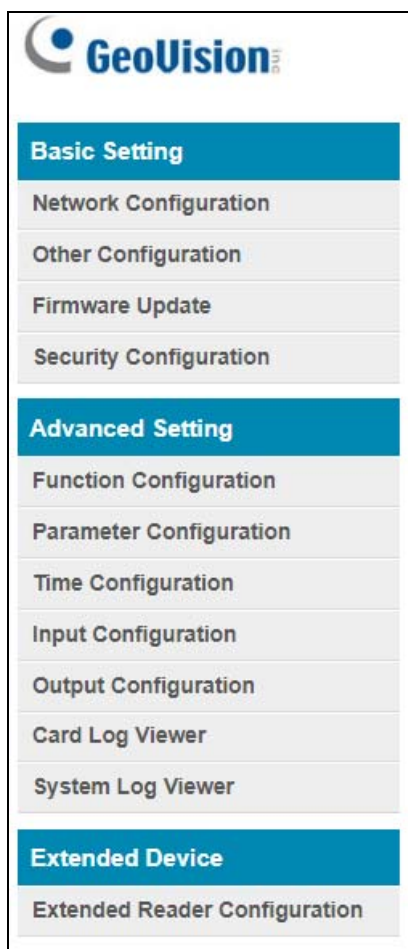 GeoVision inc
Basic Setting
Network Configuration
Other Configuration
Firmware Update
Security Configuration
Advanced Setting
Function Configuration
Parameter Configuration
Time Configuration
Input Configuration
Output Configuration
Card Log Viewer
System Log Viewer
Extended Device
Extended Reader Configuration